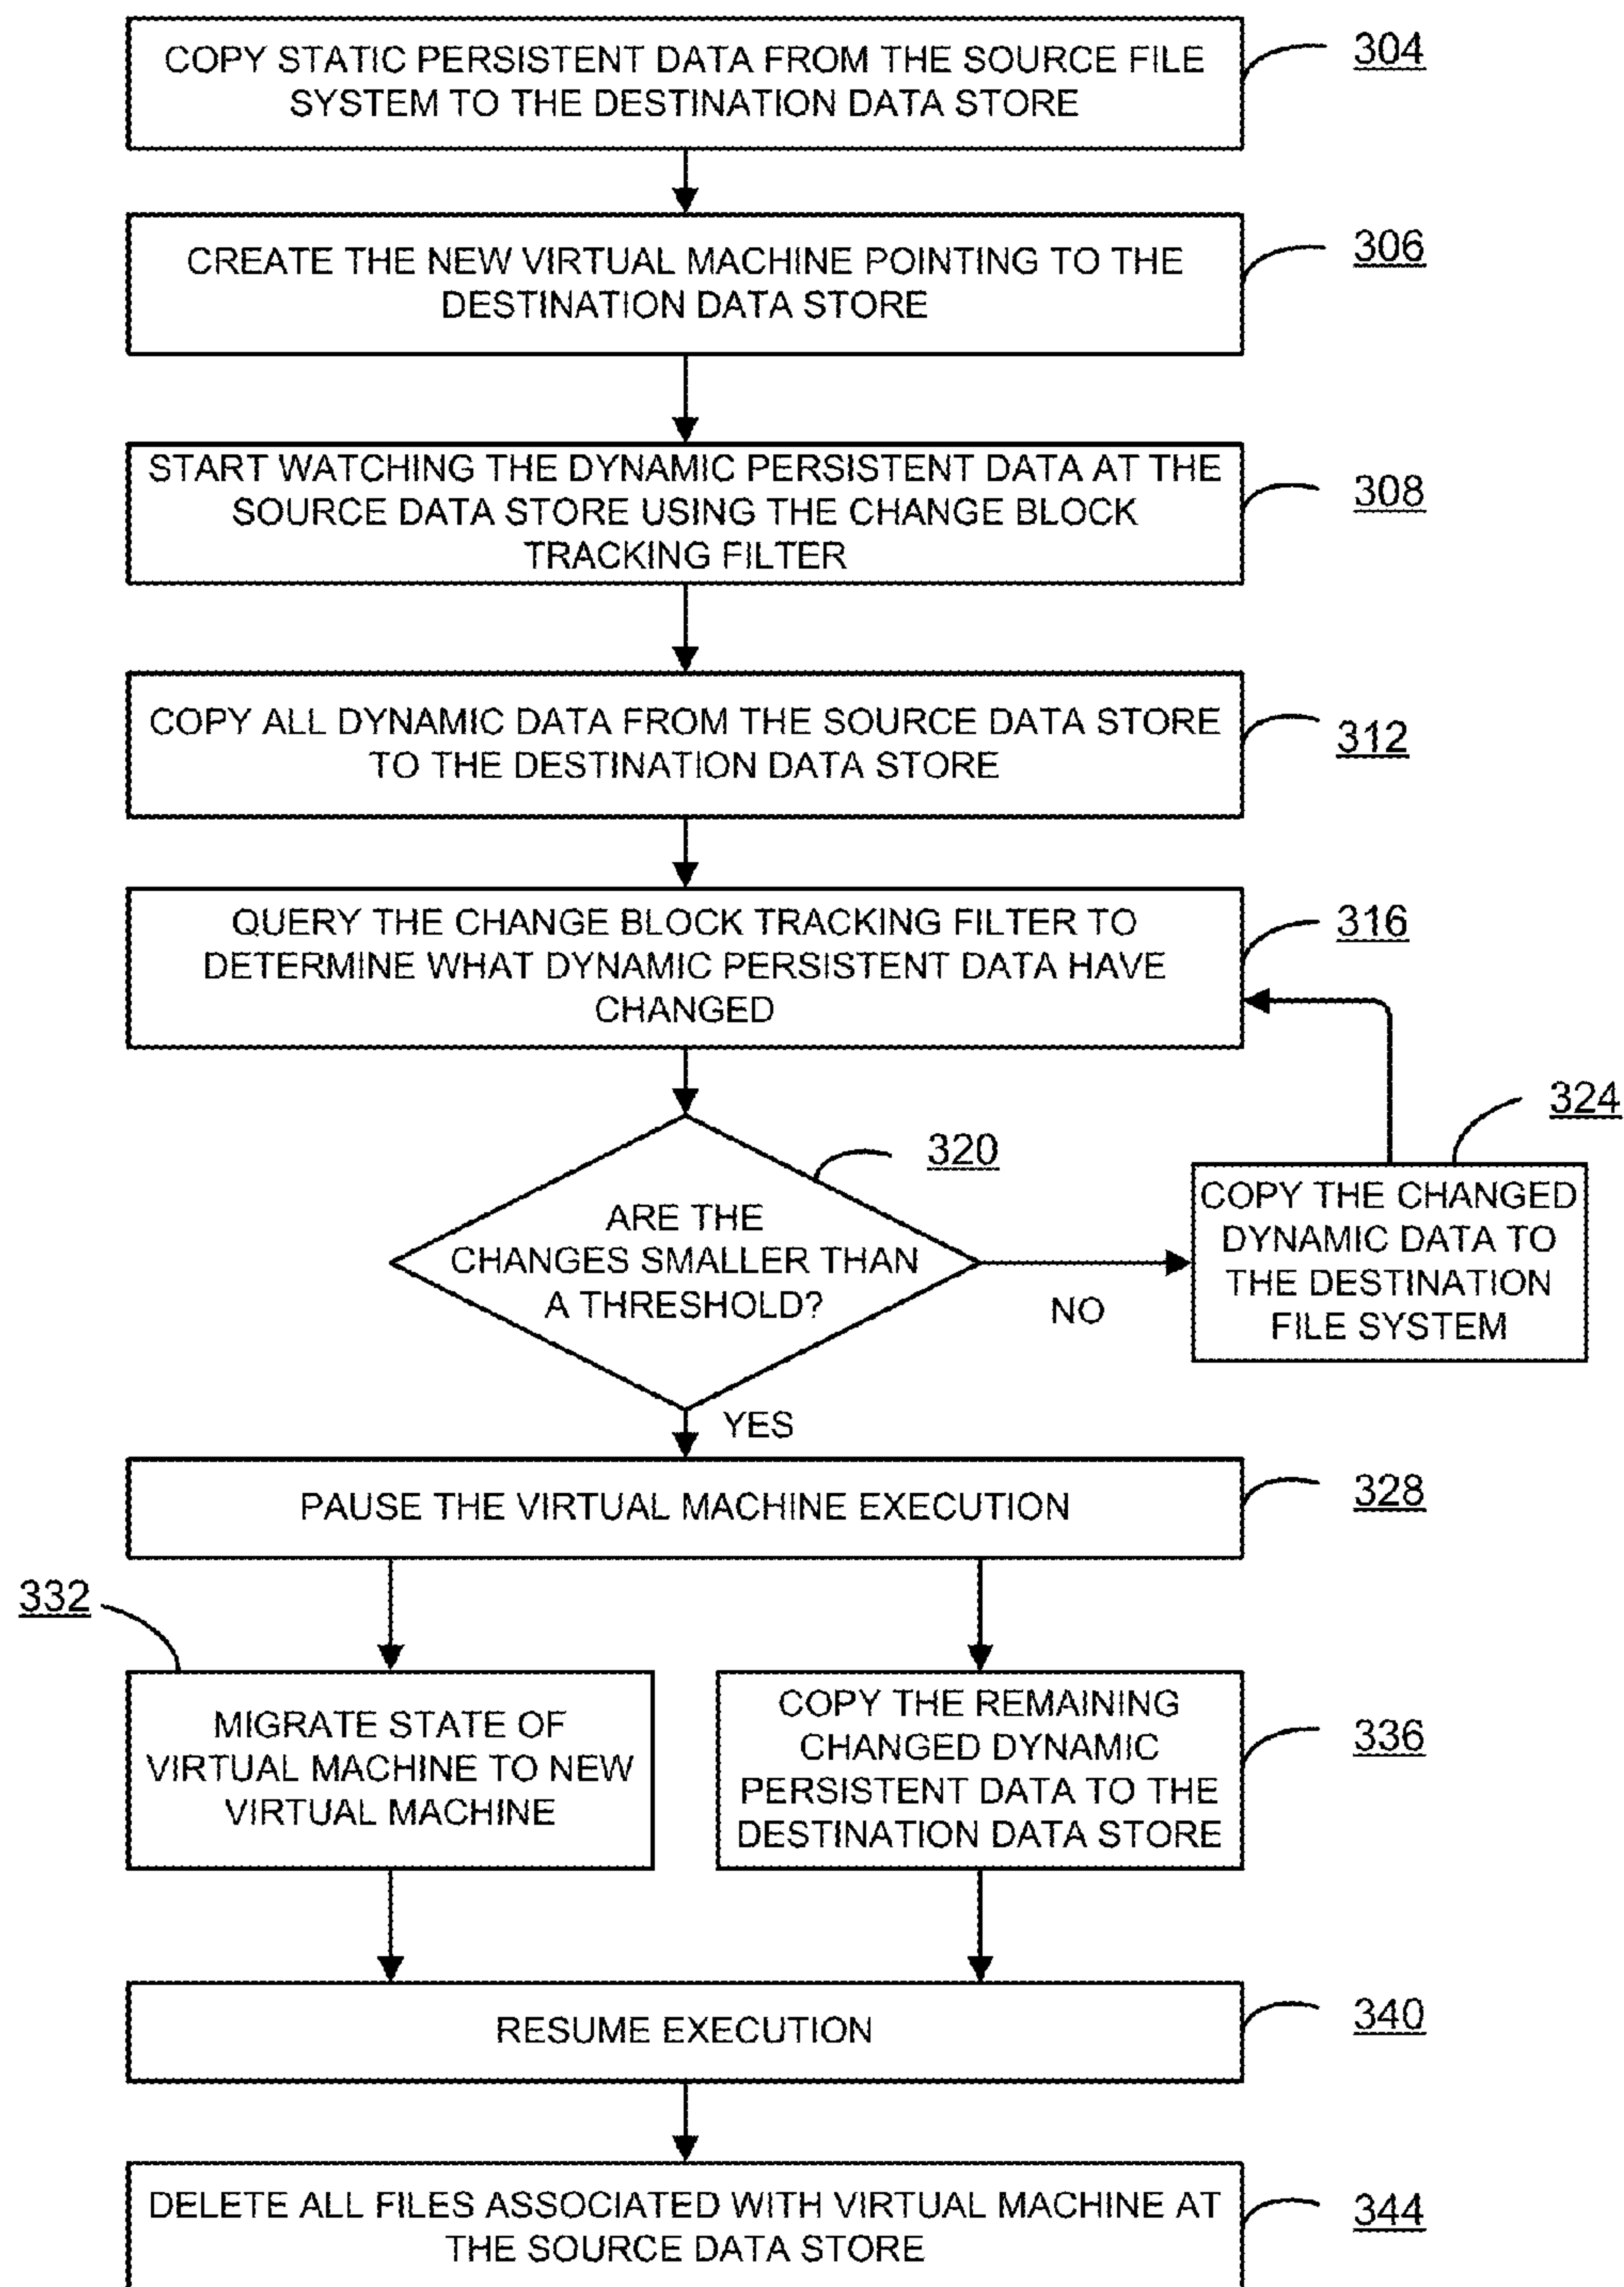 COPY STATIC PERSISTENT DATA FROM THE SOURCE FILE
SYSTEM TO THE DESTINATION DATA STORE
304
CREATE THE NEW VIRTUAL MACHINE POINTING TO THE
DESTINATION DATA STORE
306
START WATCHING THE DYNAMIC PERSISTENT DATA AT THE
SOURCE DATA STORE USING THE CHANGE BLOCK
TRACKING FILTER
308
COPY ALL DYNAMIC DATA FROM THE SOURCE DATA STORE
TO THE DESTINATION DATA STORE
312
QUERY THE CHANGE BLOCK TRACKING FILTER TO
DETERMINE WHAT DYNAMIC PERSISTENT DATA HAVE
CHANGED
316
ARE THE
CHANGES SMALLER THAN
A THRESHOLD?
320
NO
COPY THE CHANGED
DYNAMIC DATA TO
THE DESTINATION
FILE SYSTEM
324
YES
PAUSE THE VIRTUAL MACHINE EXECUTION
328
332
MIGRATE STATE OF
VIRTUAL MACHINE TO NEW
VIRTUAL MACHINE
COPY THE REMAINING
CHANGED DYNAMIC
PERSISTENT DATA TO THE
DESTINATION DATA STORE
336
RESUME EXECUTION
340
DELETE ALL FILES ASSOCIATED WITH VIRTUAL MACHINE AT
THE SOURCE DATA STORE
344